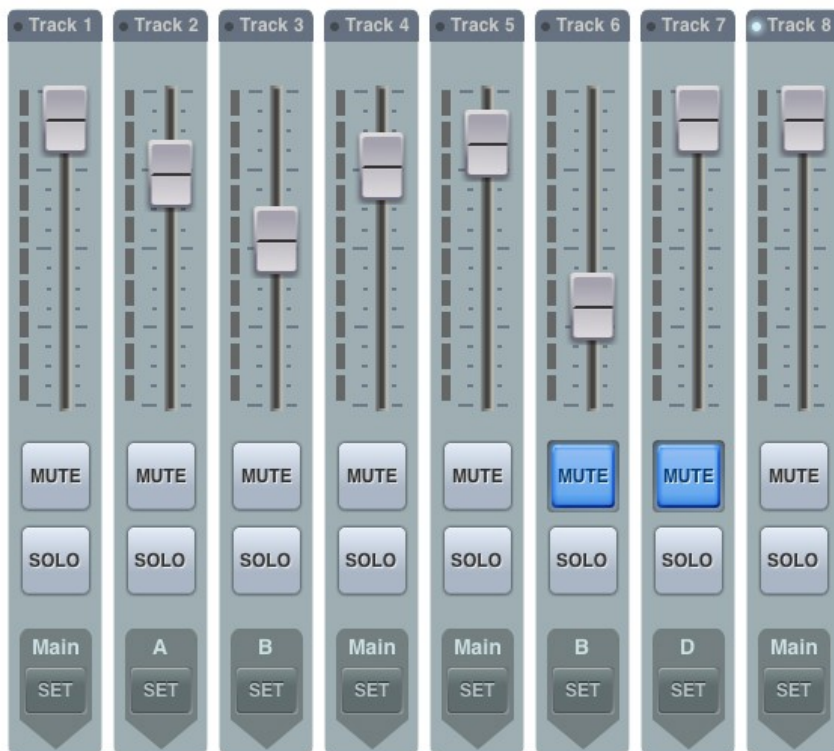 Track 1 Track 2 Track 3 Track 4 Track 5 Track 6 Track 7 Track 8
MUTE MUTE MUTE MUTE MUTE MUTE MUTE MUTE
SOLO SOLO SOLO SOLO SOLO SOLO SOLO SOLO
Main A B Main Main B D Main
SET SET SET SET SET SET SET SET